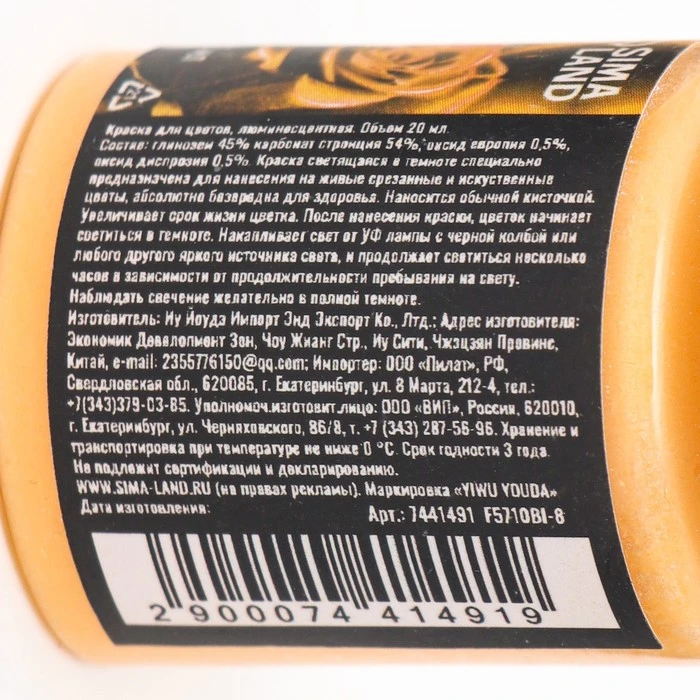 SIMA
LAND
Краска для цветов, люминесцентная. Объем 20 мл.
Состав: глинозем 45% карбонат стронция 54%, оксид европия 0,5%,
оксид диспрозия 0,5%. Краска светящаяся в темноте специально
предназначена для нанесения на живые срезанные и искуственные
цветы, абсолютно безвредна для здоровья. Наносится обычной кисточкой.
Увеличивает срок жизни цветка. После нанесения краски, цветок начинает
светиться в темноте. Накапливает свет от УФ лампы с черной колбой или
любого другого яркого источника света, и продолжает светиться несколько
часов в зависимости от продолжительности пребывания на свету.
Наблюдать свечение желательно в полной темноте.
Изготовитель: Иу Йоудэ Импорт Энд Экспорт Ко., Лтд.; Адрес изготовителя:
Экономик Девелопмент Зон, Чоу Жианг Стр., Иу Сити, Чжэцзян Провинс,
Китай, e-mail: 2355776150@qq.com; Импортер: ООО «Пилат», РФ,
Свердловская обл., 620085, г. Екатеринбург, ул. 8 Марта, 212-4, тел.:
+7(343)379-03-85. Уполномоч.изготовит.лицо: ООО «ВИП», Россия, 620010,
г. Екатеринбург, ул. Черняховского, 86/8, т. +7 (343) 287-56-96. Хранение и
транспортировка при температуре не ниже 0 °C. Срок годности 3 года.
Не подлежит сертификации и декларированию.
WWW.SIMA-LAND.RU (на правах рекламы). Маркировка «YIWU YOUDA»
Дата изготовления: Арт.: 7441491 F5710BI-8
2 900074 414919